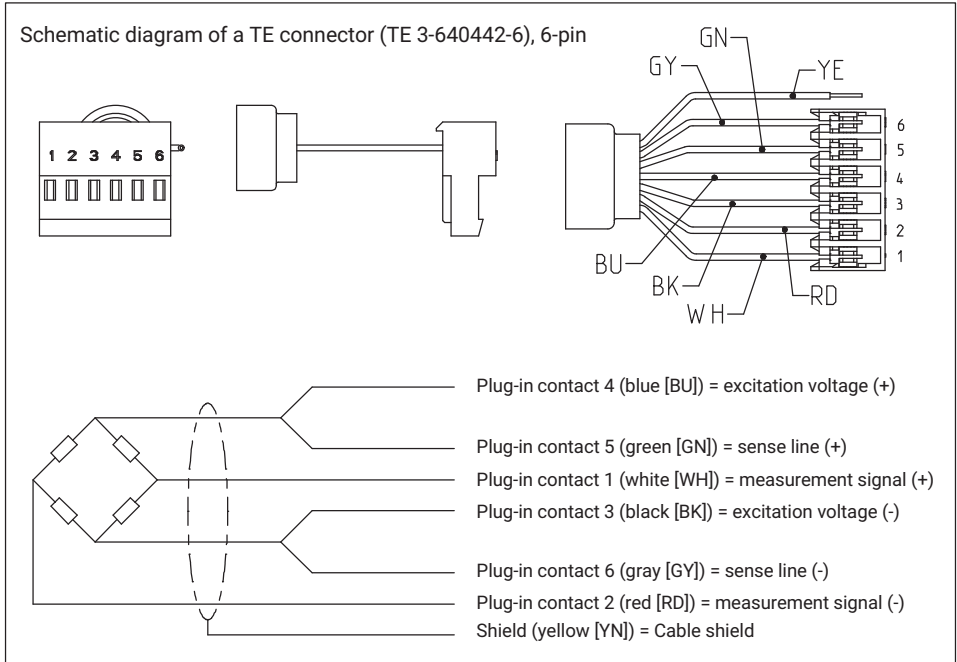 Schematic diagram of a TE connector (TE 3-640442-6), 6-pin
GN
GY
YE
1 2 3 4 5 6
6
5
4
3
2
1
BU
BK
WH
RD
Plug-in contact 4 (blue [BU]) = excitation voltage (+)
Plug-in contact 5 (green [GN]) = sense line (+)
Plug-in contact 1 (white [WH]) = measurement signal (+)
Plug-in contact 3 (black [BK]) = excitation voltage (-)
Plug-in contact 6 (gray [GY]) = sense line (-)
Plug-in contact 2 (red [RD]) = measurement signal (-)
Shield (yellow [YN]) = Cable shield